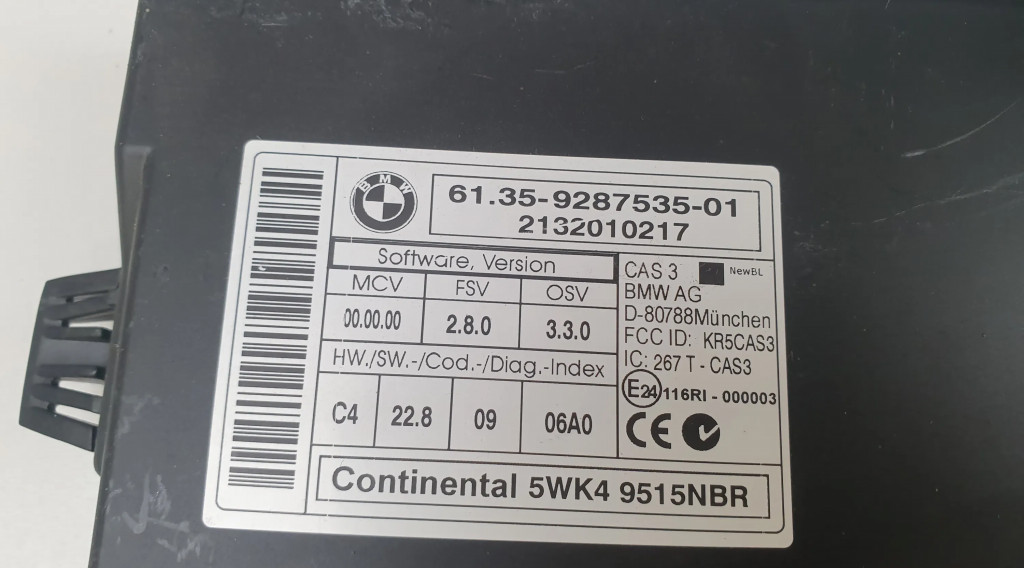 BMW
61.35-9287535-01
2132010217
Software, Version
MCV FSV OSV
00.00.00 2.8.0 3.3.0
HW./SW.-/Cod.-/Diag.-Index
C4 22.8 09 06A0
CAS 3 NewBL
BMW AG
D-80788München
FCC ID: KR5CAS3
IC: 267 T - CAS3
E24 116RI - 000003
CE
Continental 5WK4 9515NBR